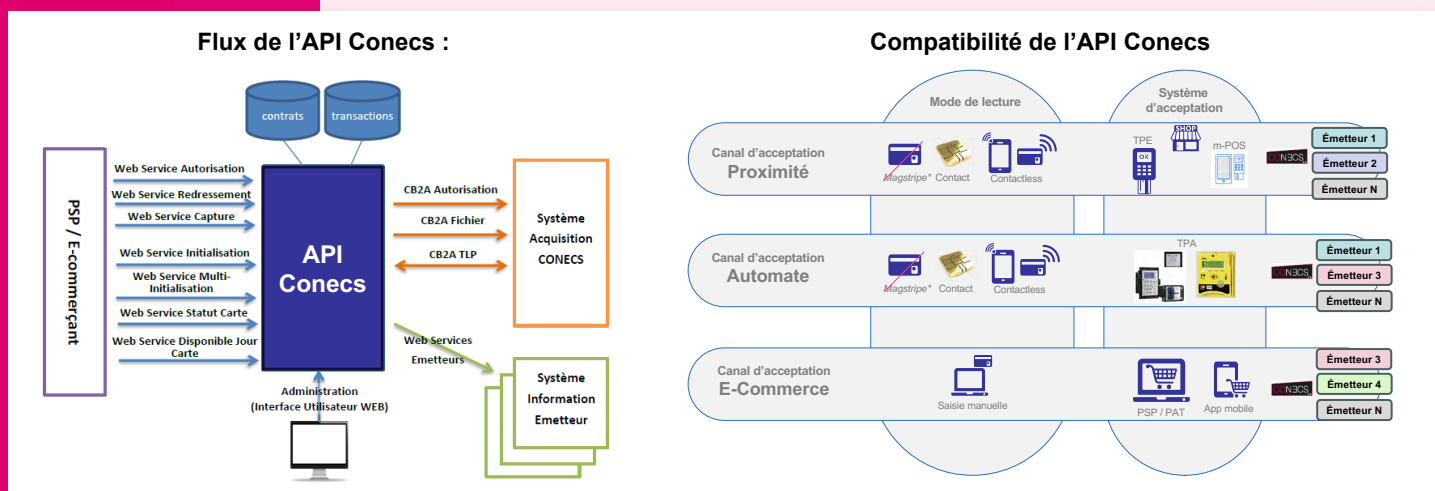 Flux de l’API Conecs :
contrats
transactions
PSP / E-commerçant
Web Service Autorisation
Web Service Redressement
Web Service Capture
Web Service Initialisation
Web Service Multi-
Initialisation
Web Service Statut Carte
Web Service Disponible Jour
Carte
API
Conecs
CB2A Autorisation
CB2A Fichier
CB2A TLP
Système
Acquisition
CONECS
Web Services
Emetteurs
Système
Information
Emetteur
Administration
(Interface Utilisateur WEB)
Compatibilité de l’API Conecs
Mode de lecture
Système
d’acceptation
Canal d’acceptation
Proximité
Magstripe*
Contact
Contactless
TPE
OK
SHOP
m-POS
CONECS
Émetteur 1
Émetteur 2
Émetteur N
Canal d’acceptation
Automate
Magstripe*
Contact
Contactless
TPA
CONECS
Émetteur 1
Émetteur 3
Émetteur N
Canal d’acceptation
E-Commerce
Saisie manuelle
PSP / PAT
App mobile
CONECS
Émetteur 3
Émetteur 4
Émetteur N